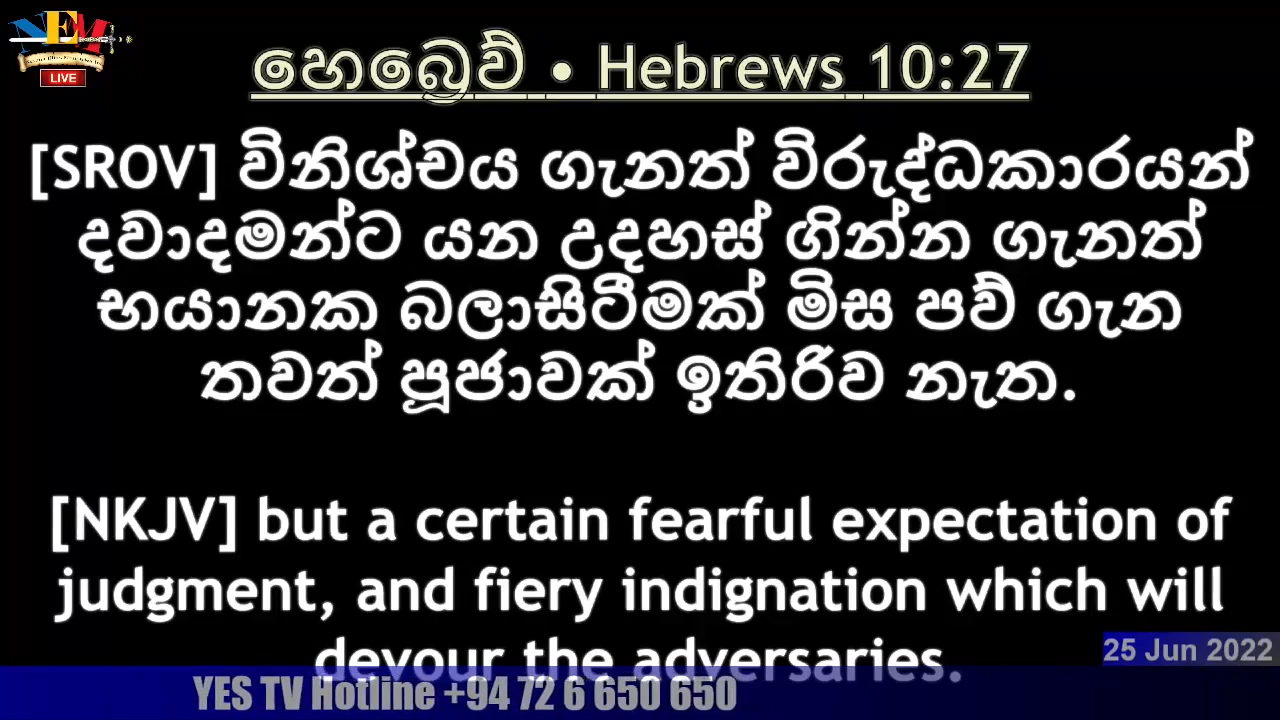 NEM
LIVE
හෙබ්‍රෙව් • Hebrews 10:27
[SROV] විනිශ්චය ගැනත් විරුද්ධකාරයන්
දවාදමන්ට යන උදහස් ගින්න ගැනත්
භයානක බලාසිටීමක් මිස පව් ගැන
තවත් පූජාවක් ඉතිරිව නැත.
[NKJV] but a certain fearful expectation of
judgment, and fiery indignation which will
devour the adversaries.
25 Jun 2022
YES TV Hotline +94 72 6 650 650